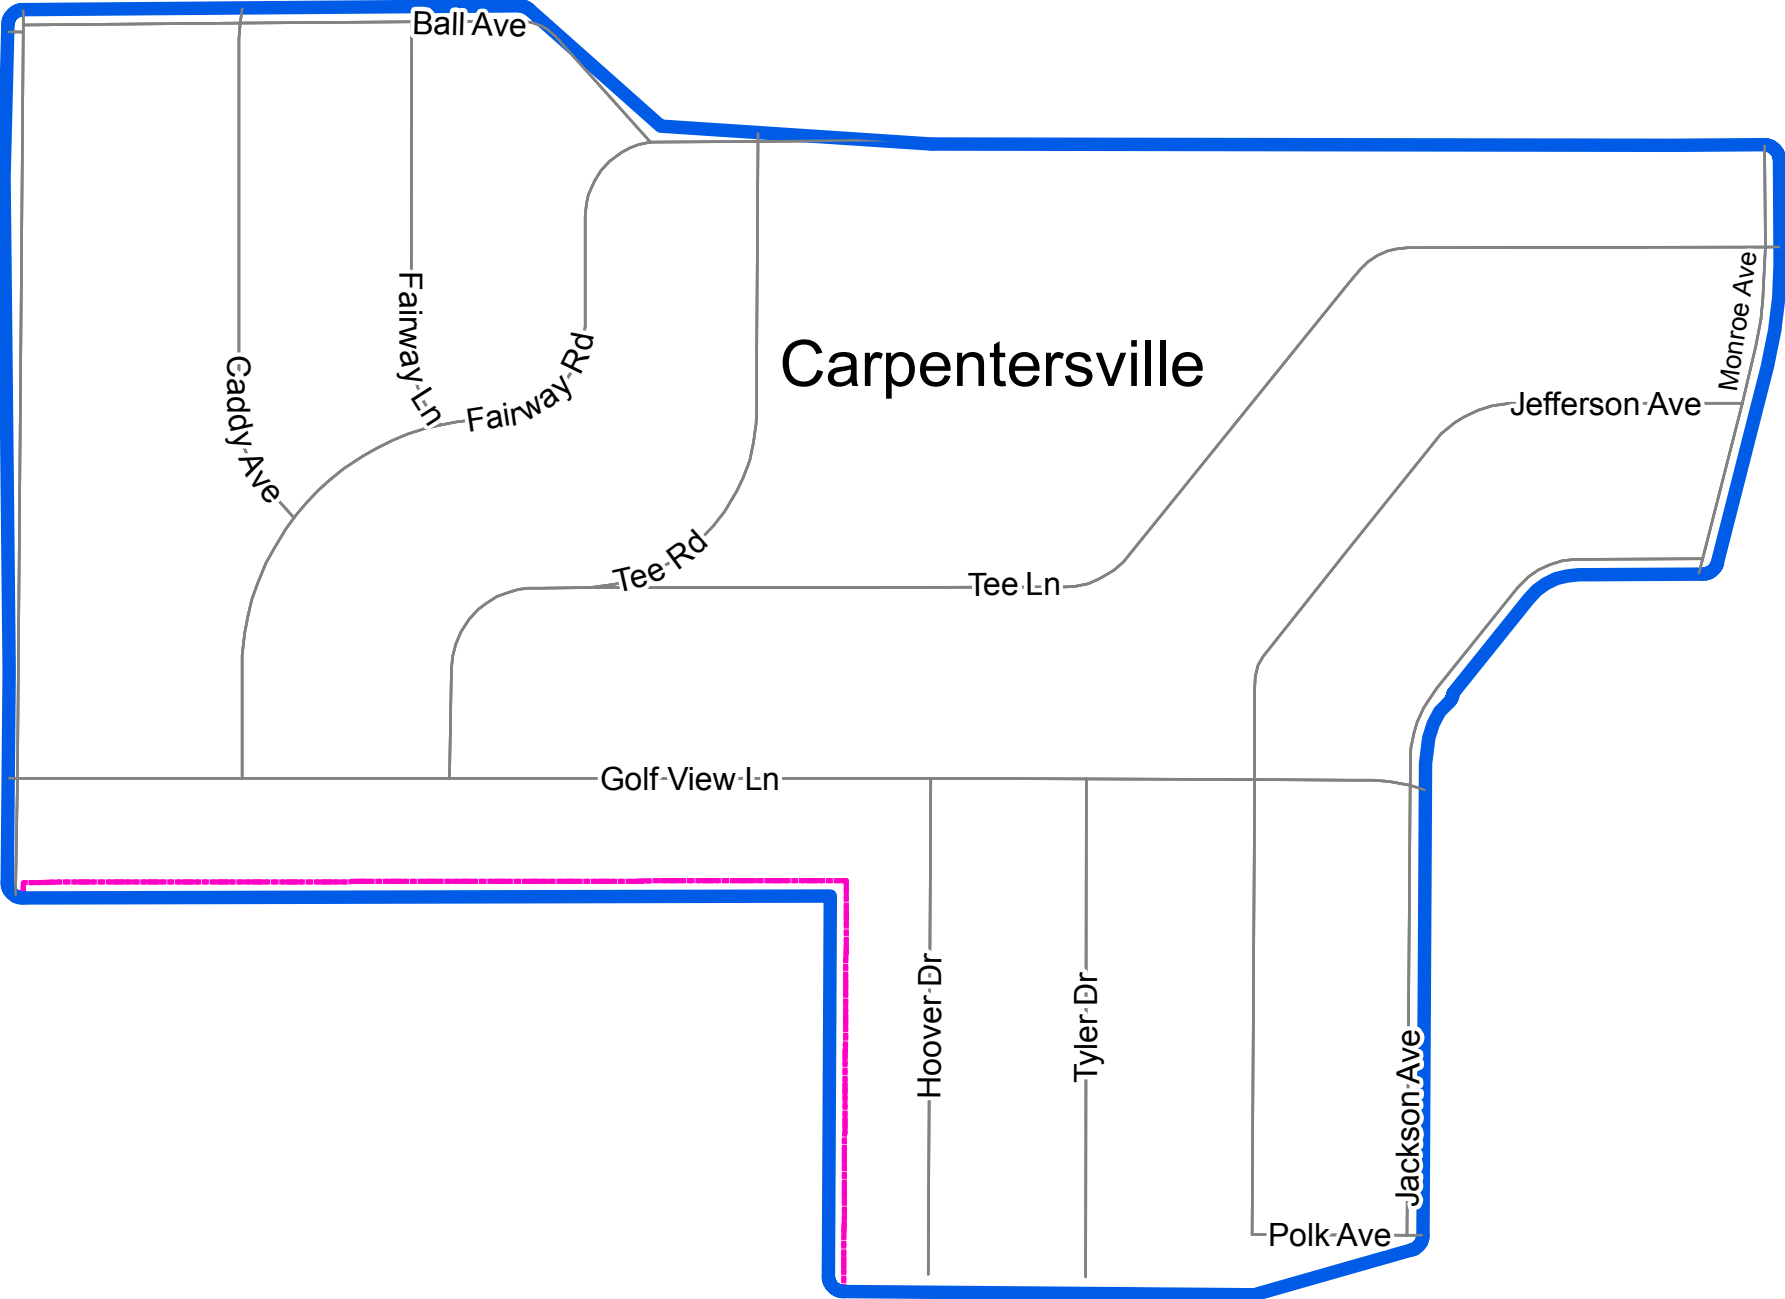 Ball Ave
Monroe Ave
Fairway Ln
Fairway Rd
Carpentersville
Caddy Ave
Jefferson Ave
Tee Rd
Tee Ln
Golf View Ln
Hoover Dr
Tyler Dr
Jackson Ave
Polk Ave